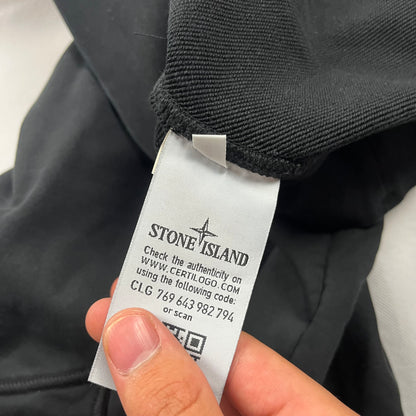 STONE ISLAND
Check the authenticity on
WWW.CERTILOGO.COM
using the following code:
CLG 769 643 982 794
or scan